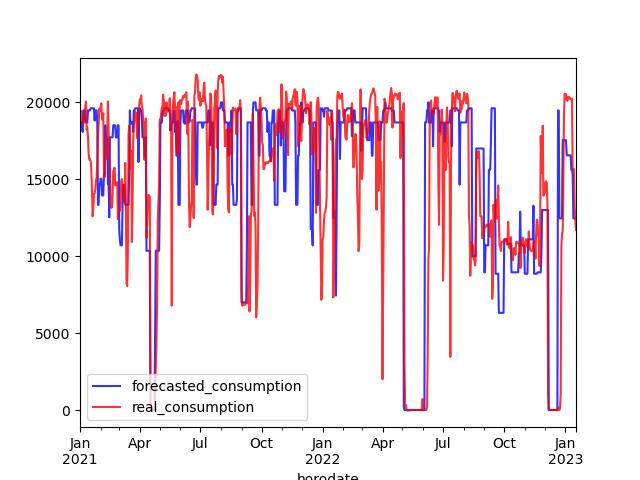 20000
15000
10000
5000
0
forecasted_consumption
real_consumption
Jan Apr Jul Oct Jan Apr Jul Oct Jan
2021 2022 2023
horodate